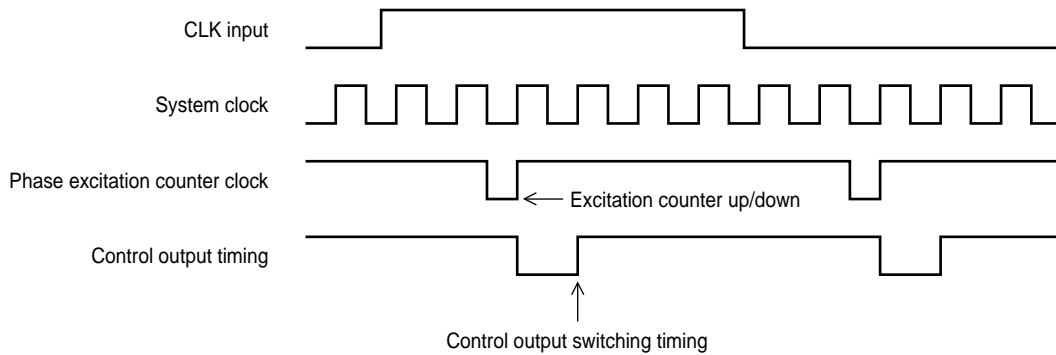 CLK input
System clock
Phase excitation counter clock
Excitation counter up/down
Control output timing
Control output switching timing